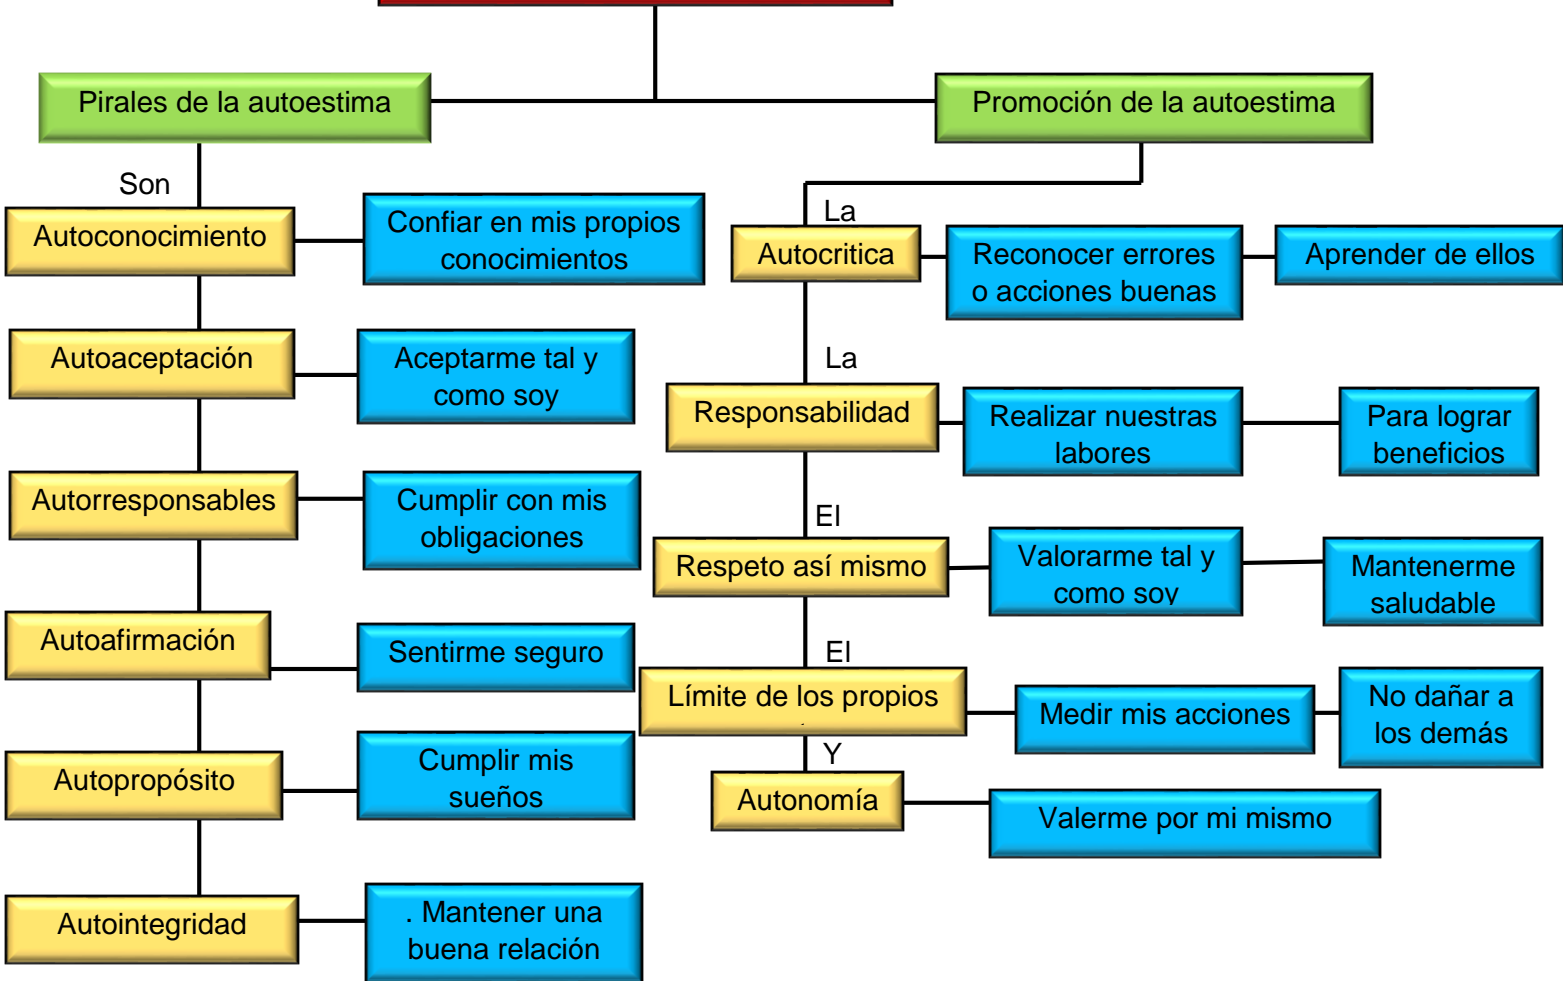 Pirales de la autoestima
Son
Autoconocimiento
Confiar en mis propios
conocimientos
Autoaceptación
Aceptarme tal y
como soy
Autorresponsables
Cumplir con mis
obligaciones
Autoafirmación
Sentirme seguro
Autopropósito
Cumplir mis
sueños
Autointegridad
. Mantener una
buena relación
Promoción de la autoestima
La
Autocritica
Reconocer errores
o acciones buenas
Aprender de ellos
La
Responsabilidad
Realizar nuestras
labores
Para lograr
beneficios
El
Respeto así mismo
Valorarme tal y
como soy
Mantenerme
saludable
El
Límite de los propios
Medir mis acciones
No dañar a
los demás
Y
Autonomía
Valerme por mi mismo